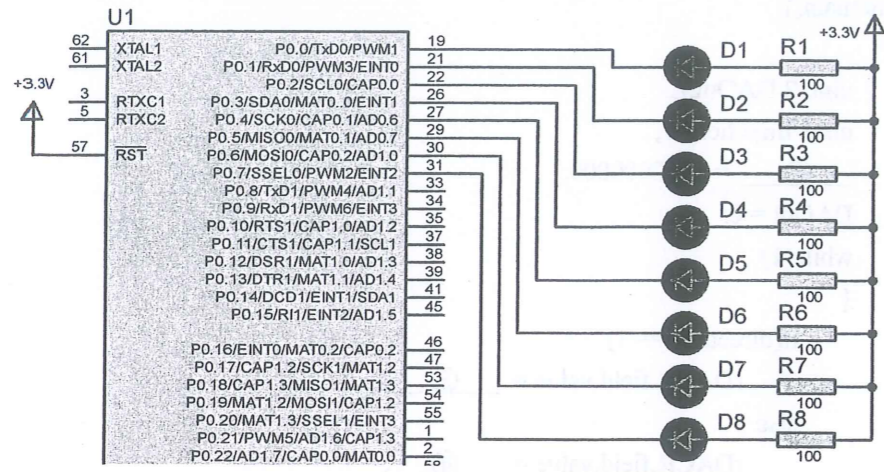 U1
+3.3V
62 XTAL1
61 XTAL2
3 RTXC1
5 RTXC2
57 RST
+3.3V
P0.0/TxD0/PWM1 19
P0.1/RxD0/PWM3/EINT0 21
P0.2/SCL0/CAP0.0 22
P0.3/SDA0/MAT0..0/EINT1 26
P0.4/SCK0/CAP0.1/AD0.6 27
P0.5/MISO0/MAT0.1/AD0.7 29
P0.6/MOSI0/CAP0.2/AD1.0 30
P0.7/SSEL0/PWM2/EINT2 31
P0.8/TxD1/PWM4/AD1.1 33
P0.9/RxD1/PWM6/EINT3 34
P0.10/RTS1/CAP1.0/AD1.2 35
P0.11/CTS1/CAP1.1/SCL1 37
P0.12/DSR1/MAT1.0/AD1.3 38
P0.13/DTR1/MAT1.1/AD1.4 39
P0.14/DCD1/EINT1/SDA1 41
P0.15/RI1/EINT2/AD1.5 45
P0.16/EINT0/MAT0.2/CAP0.2 46
P0.17/CAP1.2/SCK1/MAT1.2 47
P0.18/CAP1.3/MISO1/MAT1.3 53
P0.19/MAT1.2/MOSI1/CAP1.2 54
P0.20/MAT1.3/SSEL1/EINT3 55
P0.21/PWM5/AD1.6/CAP1.3 1
P0.22/AD1.7/CAP0.0/MAT0.0 2
58
D1 R1
100
D2 R2
100
D3 R3
100
D4 R4
100
D5 R5
100
D6 R6
100
D7 R7
100
D8 R8
100